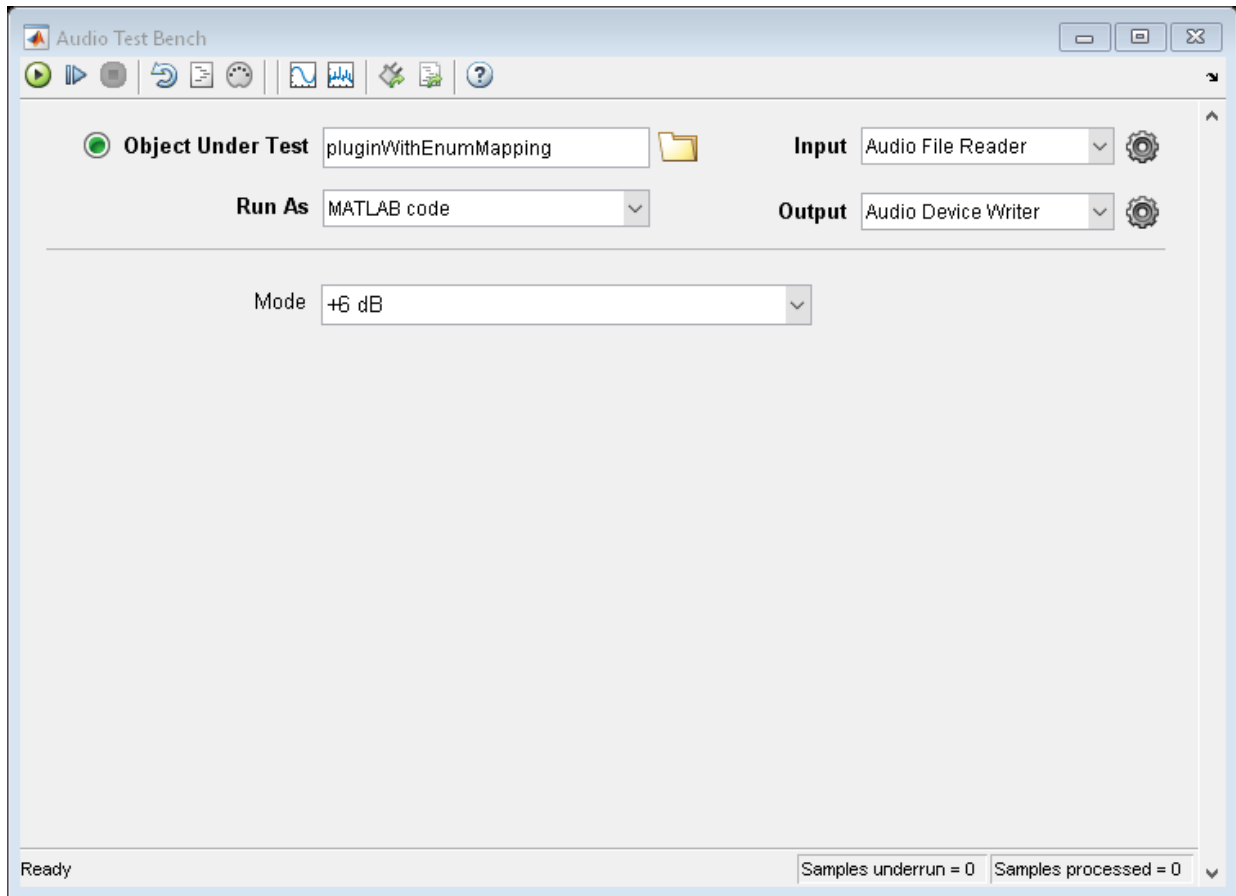 Audio Test Bench
Object Under Test pluginWithEnumMapping Input Audio File Reader
Run As MATLAB code Output Audio Device Writer
Mode +6 dB
Ready Samples underrun = 0 Samples processed = 0